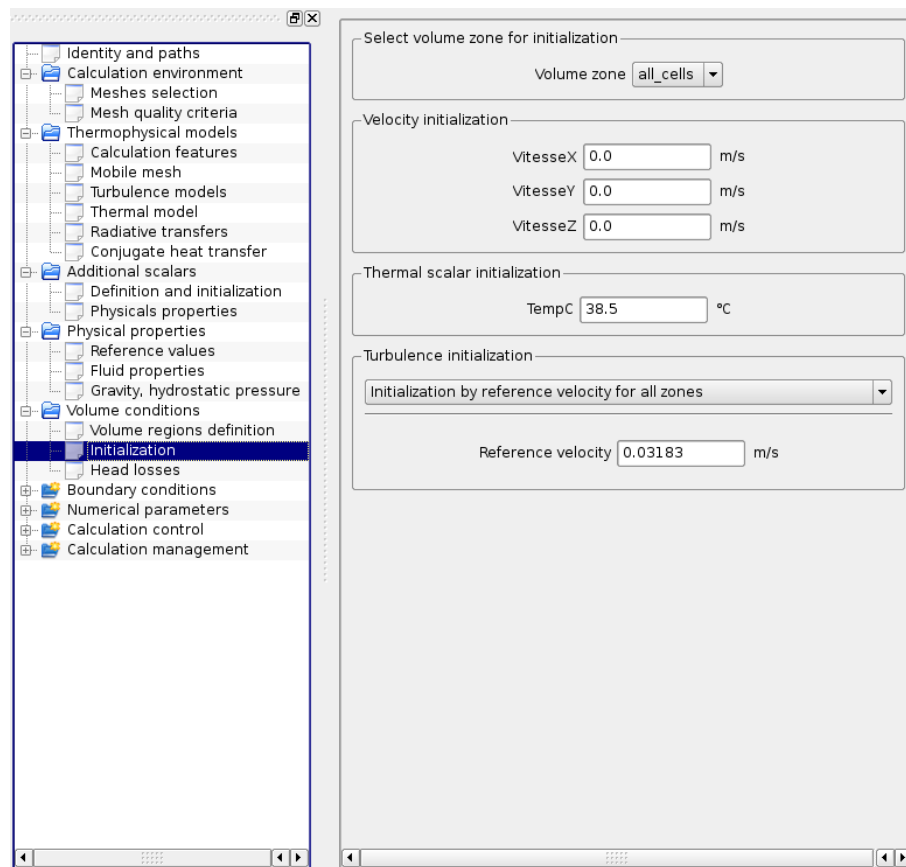 Identity and paths
Calculation environment
Meshes selection
Mesh quality criteria
Thermophysical models
Calculation features
Mobile mesh
Turbulence models
Thermal model
Radiative transfers
Conjugate heat transfer
Additional scalars
Definition and initialization
Physicals properties
Physical properties
Reference values
Fluid properties
Gravity, hydrostatic pressure
Volume conditions
Volume regions definition
Initialization
Head losses
Boundary conditions
Numerical parameters
Calculation control
Calculation management
Select volume zone for initialization
Volume zone all_cells
Velocity initialization
VitesseX 0.0 m/s
VitesseY 0.0 m/s
VitesseZ 0.0 m/s
Thermal scalar initialization
TempC 38.5 °C
Turbulence initialization
Initialization by reference velocity for all zones
Reference velocity 0.03183 m/s